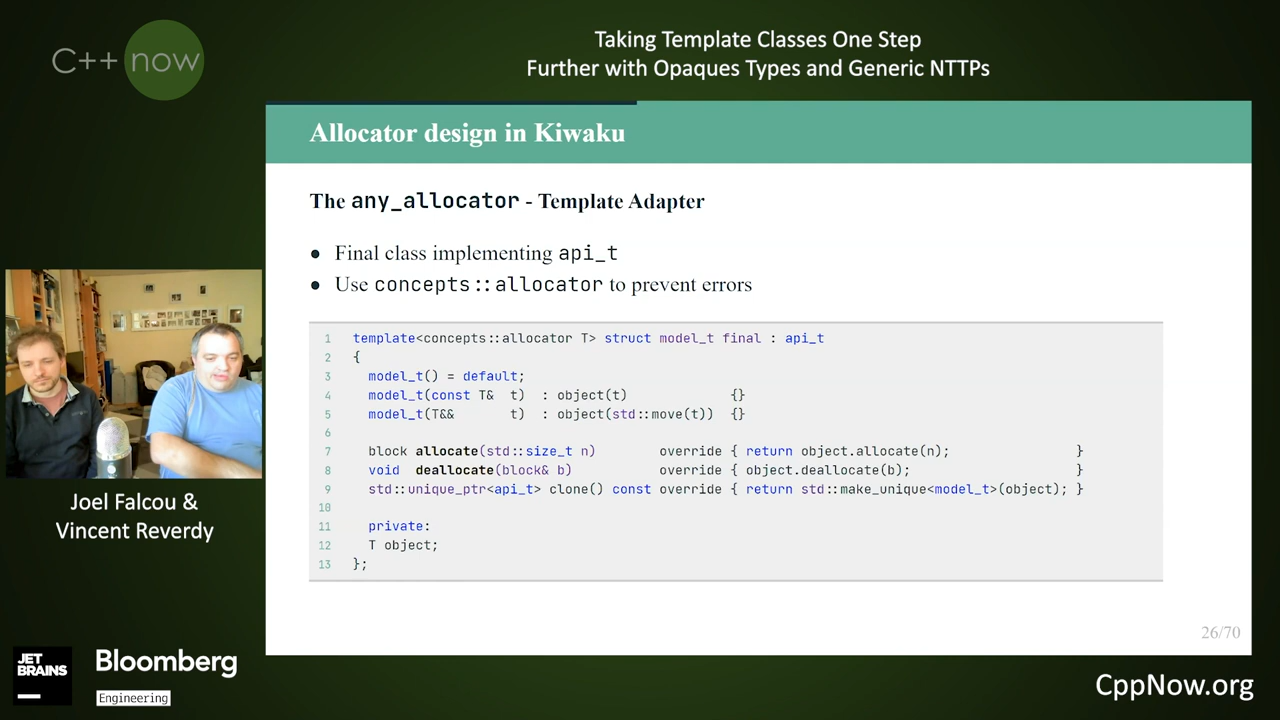 C++ now
Taking Template Classes One Step
Further with Opaques Types and Generic NTTPs
Allocator design in Kiwaku
The any_allocator - Template Adapter
● Final class implementing api_t
● Use concepts::allocator to prevent errors
1 template<concepts::allocator T> struct model_t final : api_t
2 {
3 model_t() = default;
4 model_t(const T& t) : object(t) {}
5 model_t(T&& t) : object(std::move(t)) {}
6
7 block allocate(std::size_t n) override { return object.allocate(n); }
8 void deallocate(block& b) override { object.deallocate(b); }
9 std::unique_ptr<api_t> clone() const override { return std::make_unique<model_t>(object); }
10
11 private:
12 T object;
13 };
26/70
Joel Falcou &
Vincent Reverdy
JET
BRAINS
Bloomberg
Engineering
CppNow.org